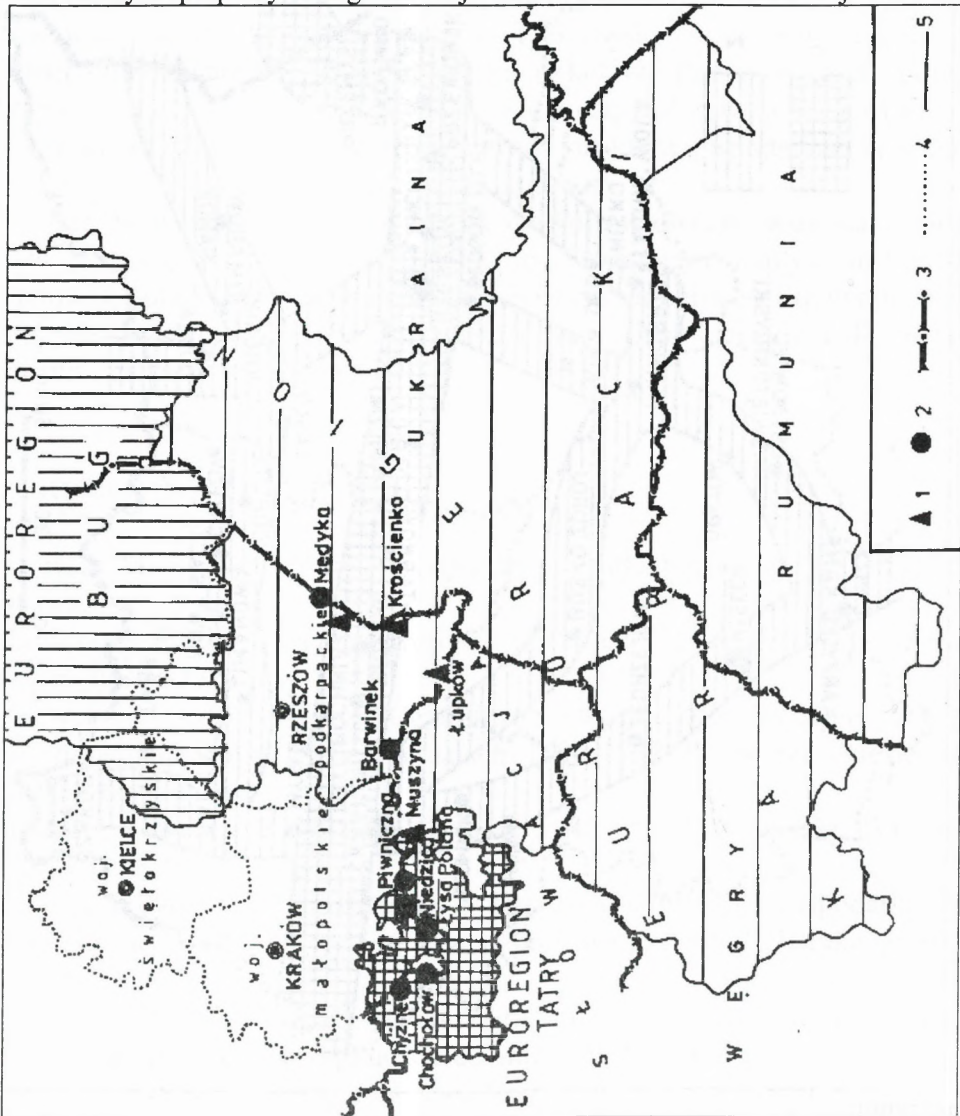 EUROREGION
BUG
woj.
KIELCE
świętokrzyskie
woj.
KRAKÓW
małopolskie
RZESZÓW
podkarpackie
Medyka
Krościenko
Barwinek
Łupków
Muszyna
Piwniczna
Niedzica
Łysa Polana
Chyżne
Chochołów
UKRAINA
EUROREGION
KARPACKI
EUROREGION
TATRY
SŁOWACJA
WĘGRY
RUMUNIA
1 2 3 4 5